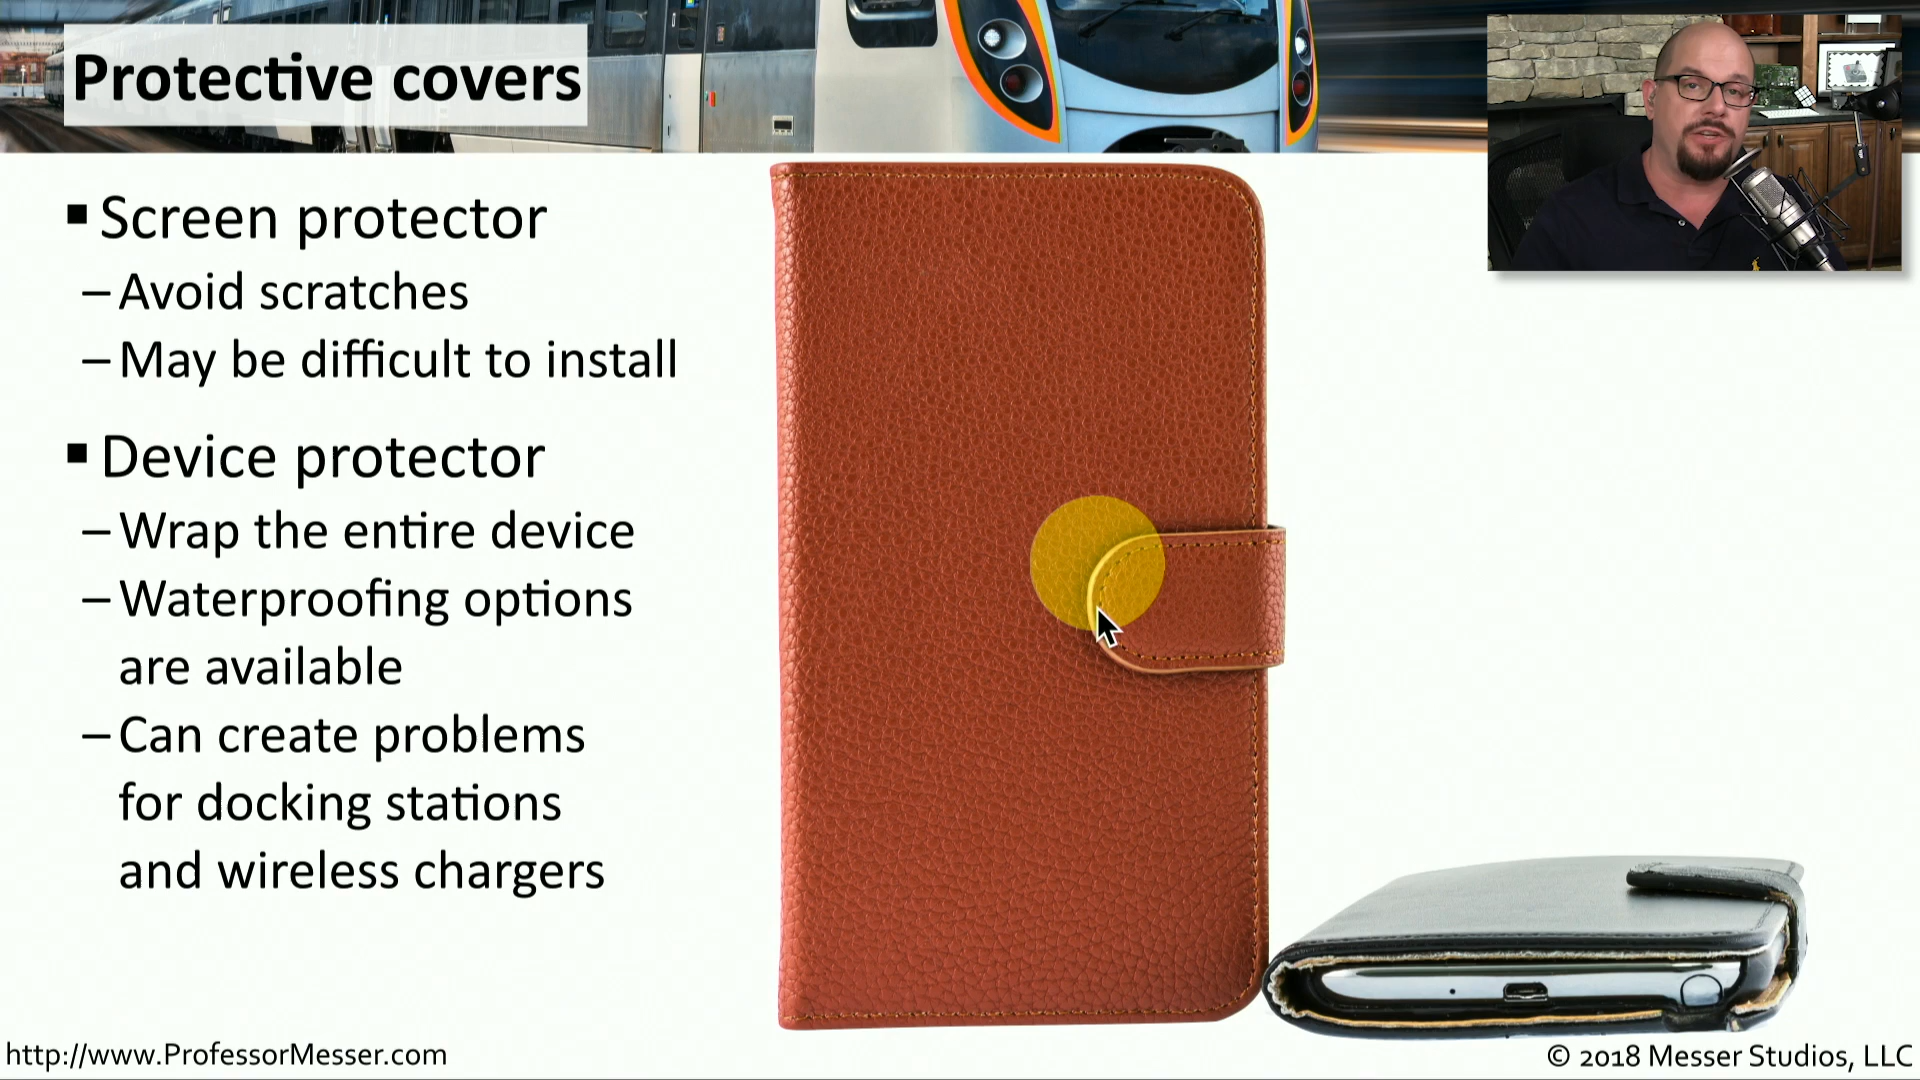 Protective covers
▪ Screen protector
– Avoid scratches
– May be difficult to install
▪ Device protector
– Wrap the entire device
– Waterproofing options
are available
– Can create problems
for docking stations
and wireless chargers
http://www.ProfessorMesser.com
© 2018 Messer Studios, LLC